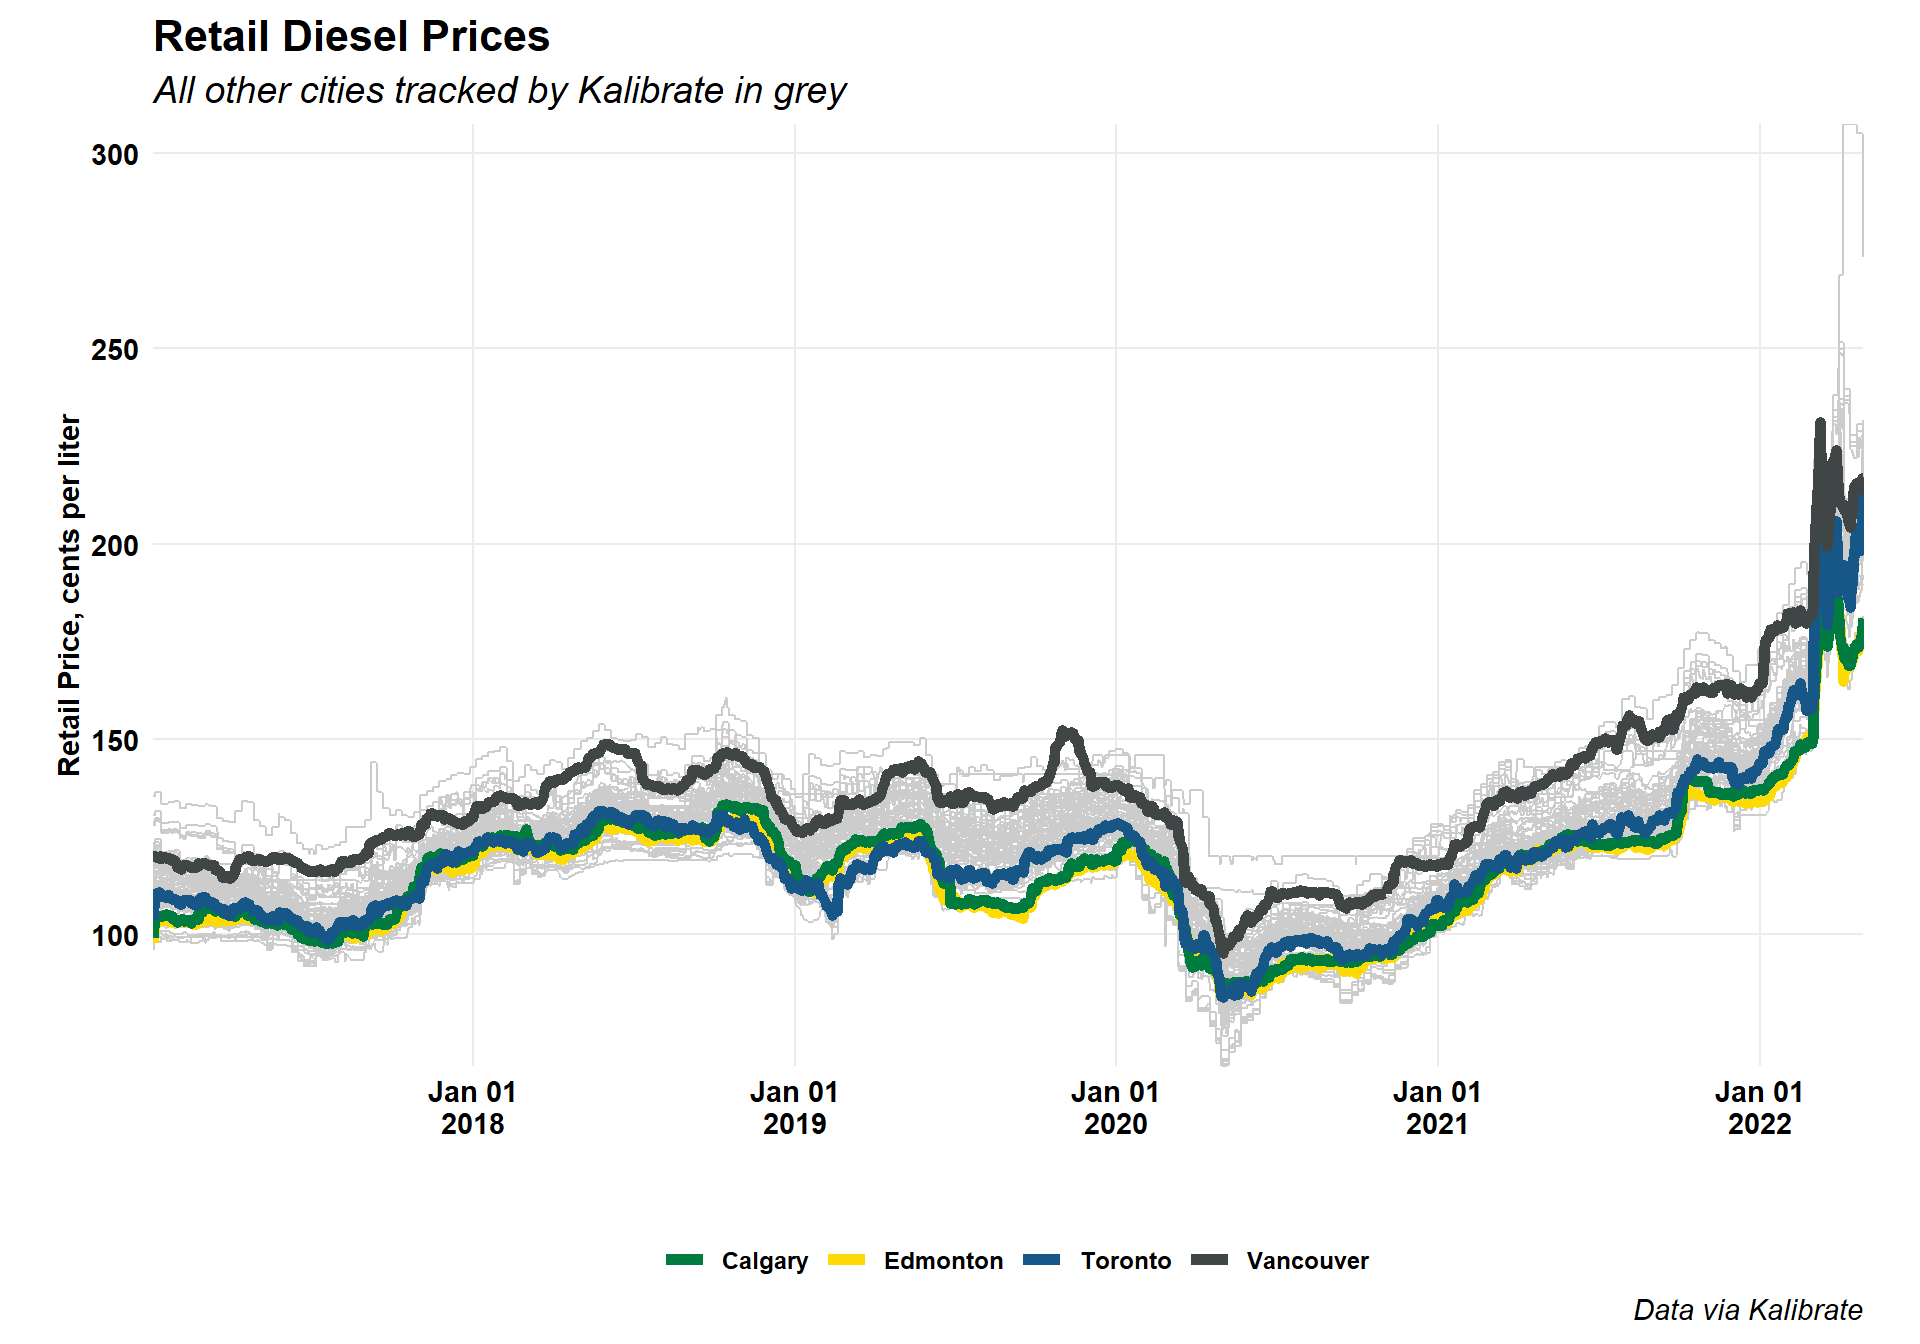 Retail Diesel Prices
All other cities tracked by Kalibrate in grey
Retail Price, cents per liter
300
250
200
150
100
Jan 01
2018
Jan 01
2019
Jan 01
2020
Jan 01
2021
Jan 01
2022
Calgary Edmonton Toronto Vancouver
Data via Kalibrate